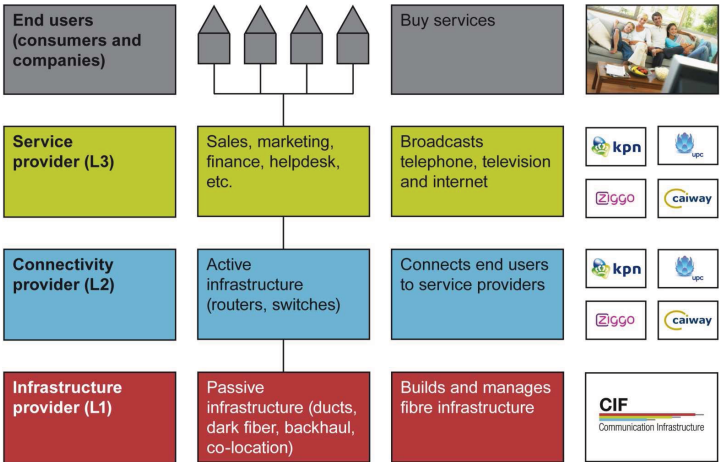 End users
(consumers and
companies)
Buy services
Service
provider (L3)
Sales, marketing,
finance, helpdesk,
etc.
Broadcasts
telephone, television
and internet
kpn
upc
ziggo
caiway
Connectivity
provider (L2)
Active
infrastructure
(routers, switches)
Connects end users
to service providers
kpn
upc
ziggo
caiway
Infrastructure
provider (L1)
Passive
infrastructure (ducts,
dark fiber, backhaul,
co-location)
Builds and manages
fibre infrastructure
CIF
Communication Infrastructure